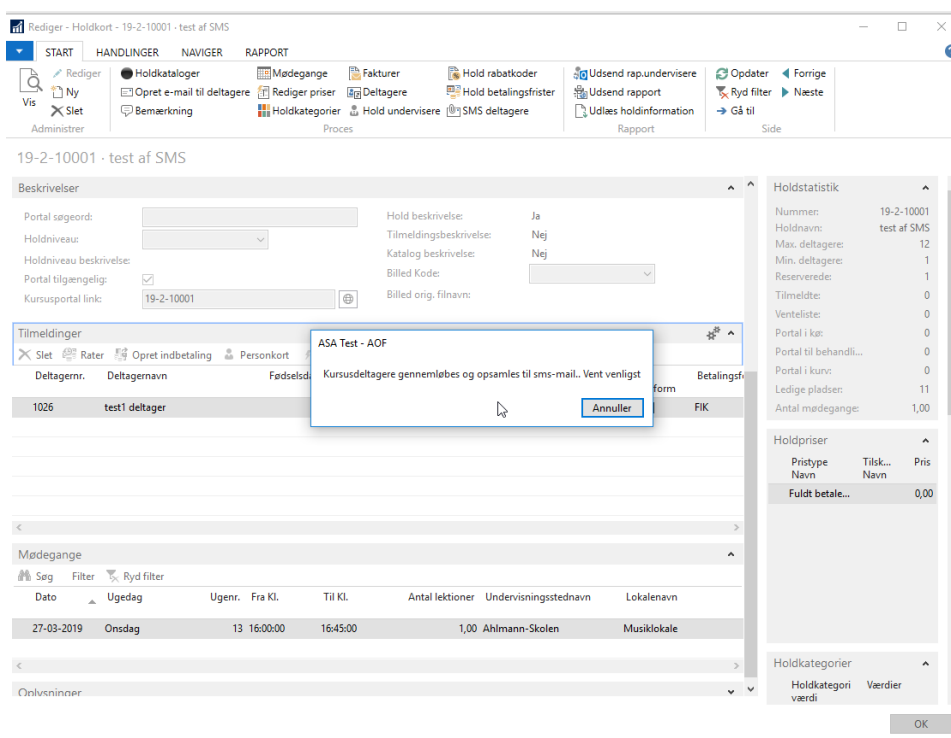 Rediger - Holdkort - 19-2-10001 · test af SMS
START HANDLINGER NAVIGER RAPPORT
Vis
Rediger
Ny
Slet
Administrer
Holdkataloger
Opret e-mail til deltagere
Bemærkning
Mødegange
Rediger priser
Holdkategorier
Fakturer
Deltagere
Hold undervisere
Hold rabatkoder
Hold betalingsfrister
SMS deltagere
Proces
Udsend rap.undervisere
Udsend rapport
Udlæs holdinformation
Rapport
Opdater
Ryd filter
Gå til
Forrige
Næste
Side
19-2-10001 · test af SMS
Beskrivelser
Portal søgeord:
Holdniveau:
Holdniveau beskrivelse:
Portal tilgængelig:
Kursusportal link: 19-2-10001
Hold beskrivelse: Ja
Tilmeldingsbeskrivelse: Nej
Katalog beskrivelse: Nej
Billed Kode:
Billed orig. filnavn:
Tilmeldinger
Slet Rater Opret indbetaling Personkort
Deltagernr. Deltagernavn
form
1026 test1 deltager FIK
ASA Test - AOF
Kursusdeltagere gennemløbes og opsamles til sms-mail.. Vent venligst
Annuller
Mødegange
Søg Filter Ryd filter
Dato Ugedag Ugenr. Fra Kl. Til Kl. Antal lektioner Undervisningsstednavn Lokalenavn
27-03-2019 Onsdag 13 16:00:00 16:45:00 1,00 Ahlmann-Skolen Musiklokale
Oplysninger
Holdstatistik
Nummer: 19-2-10001
Holdnavn: test af SMS
Max. deltagere: 12
Min. deltagere: 1
Reserverede: 1
Tilmeldte: 0
Venteliste: 0
Portal i kø: 0
Portal til behandli... 0
Portal i kurv: 0
Ledige pladser: 11
Antal mødegange: 1,00
Holdpriser
Pristype Navn Tilsk... Navn Pris
Fuldt betale... 0,00
Holdkategorier
Holdkategori værdi Værdier
OK